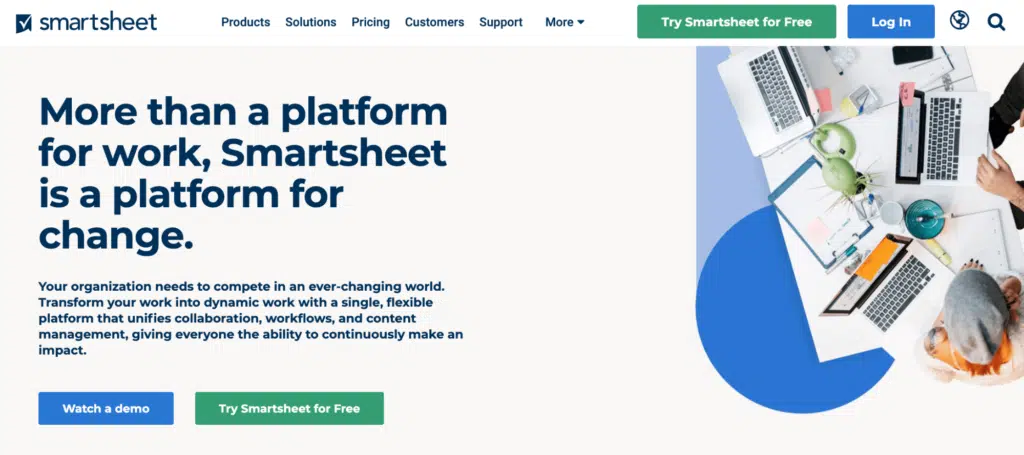 smartsheet
Products Solutions Pricing Customers Support More
Try Smartsheet for Free
Log In
More than a platform
for work, Smartsheet
is a platform for
change.
Your organization needs to compete in an ever-changing world.
Transform your work into dynamic work with a single, flexible
platform that unifies collaboration, workflows, and content
management, giving everyone the ability to continuously make an
impact.
Watch a demo
Try Smartsheet for Free